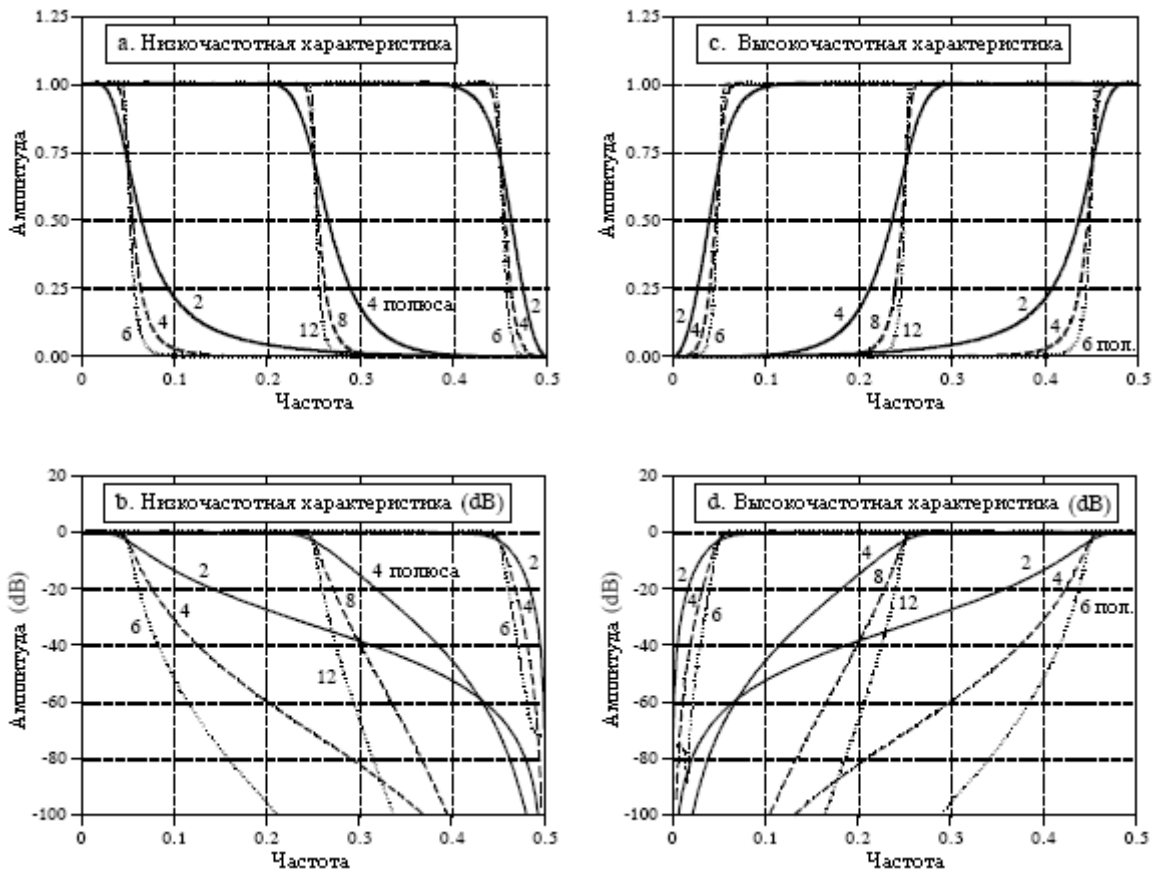 a. Низкочастотная характеристика
Амплитуда
1.25
1.00
0.75
0.50
0.25
0.00
2
4
6
4 полюса
8
12
2
4
6
0 0.1 0.2 0.3 0.4 0.5
Частота
c. Высокочастотная характеристика
Амплитуда
1.25
1.00
0.75
0.50
0.25
0.00
2
4
6
4
8
12
2
4
6 пол.
0 0.1 0.2 0.3 0.4 0.5
Частота
b. Низкочастотная характеристика (dB)
Амплитуда (dB)
20
0
-20
-40
-60
-80
-100
2
4
6
4 полюса
8
12
2
4
6
0 0.1 0.2 0.3 0.4 0.5
Частота
d. Высокочастотная характеристика (dB)
Амплитуда (dB)
20
0
-20
-40
-60
-80
-100
2
4
6
4
8
12
2
4
6 пол.
0 0.1 0.2 0.3 0.4 0.5
Частота